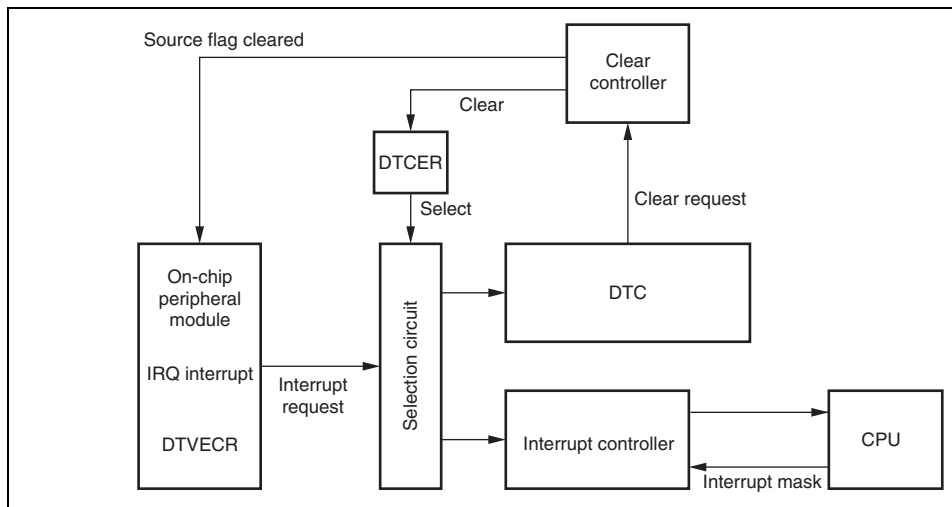 Source flag cleared
Clear
controller
Clear
DTCER
Select
Clear request
On-chip
peripheral
module
IRQ interrupt
DTVECR
Interrupt
request
Selection circuit
DTC
Interrupt controller
CPU
Interrupt mask